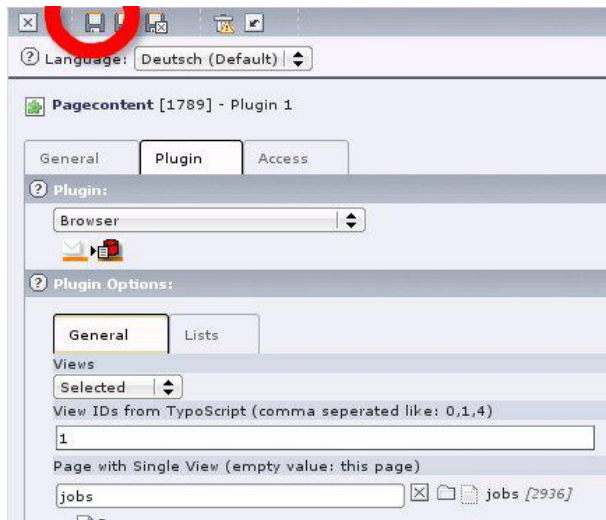 Language: Deutsch (Default)
Pagecontent [1789] - Plugin 1
General Plugin Access
Plugin:
Browser
Plugin Options:
General Lists
Views
Selected
View IDs from TypoScript (comma seperated like: 0,1,4)
1
Page with Single View (empty value: this page)
jobs jobs [2936]